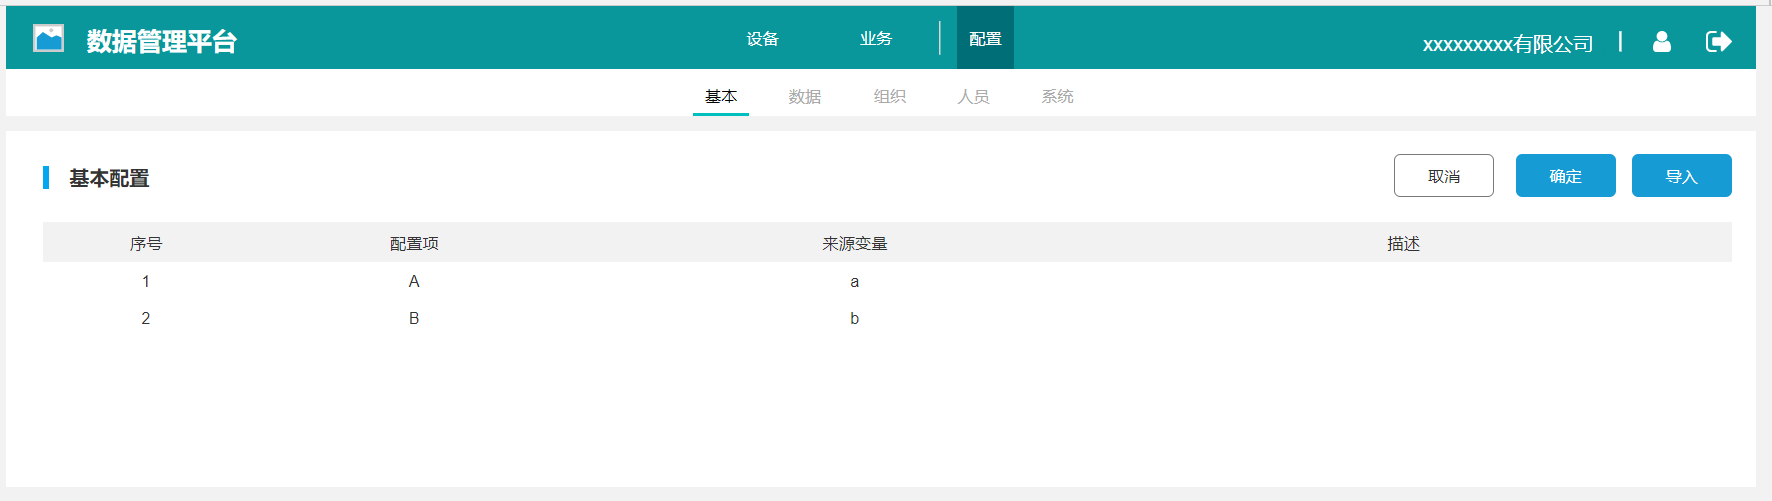 数据管理平台 设备 业务 配置 xxxxxxxxx有限公司
基本 数据 组织 人员 系统
基本配置 取消 确定 导入
序号 配置项 来源变量 描述
1 A a
2 B b